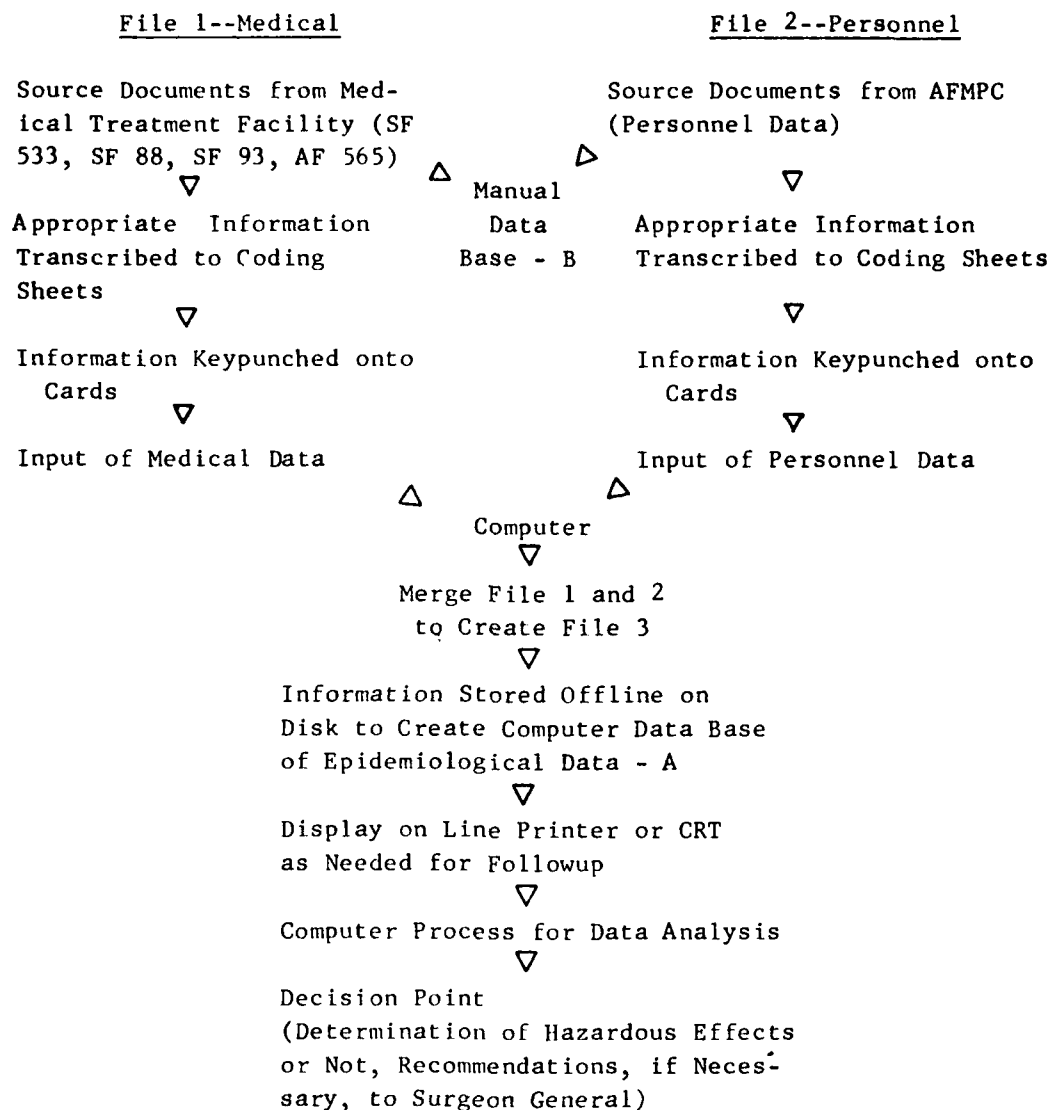 File 1--Medical
File 2--Personnel
Source Documents from Med-
ical Treatment Facility (SF
533, SF 88, SF 93, AF 565)
Source Documents from AFMPC
(Personnel Data)
Manual
Data
Base - B
Appropriate Information
Transcribed to Coding
Sheets
Appropriate Information
Transcribed to Coding Sheets
Information Keypunched onto
Cards
Information Keypunched onto
Cards
Input of Medical Data
Input of Personnel Data
Computer
Merge File 1 and 2
to Create File 3
Information Stored Offline on
Disk to Create Computer Data Base
of Epidemiological Data - A
Display on Line Printer or CRT
as Needed for Followup
Computer Process for Data Analysis
Decision Point
(Determination of Hazardous Effects
or Not, Recommendations, if Neces-
sary, to Surgeon General)